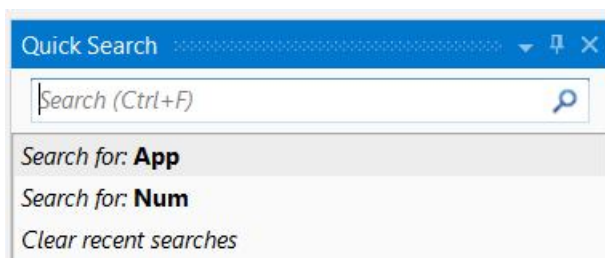 Quick Search
Search (Ctrl+F)
Search for: App
Search for: Num
Clear recent searches